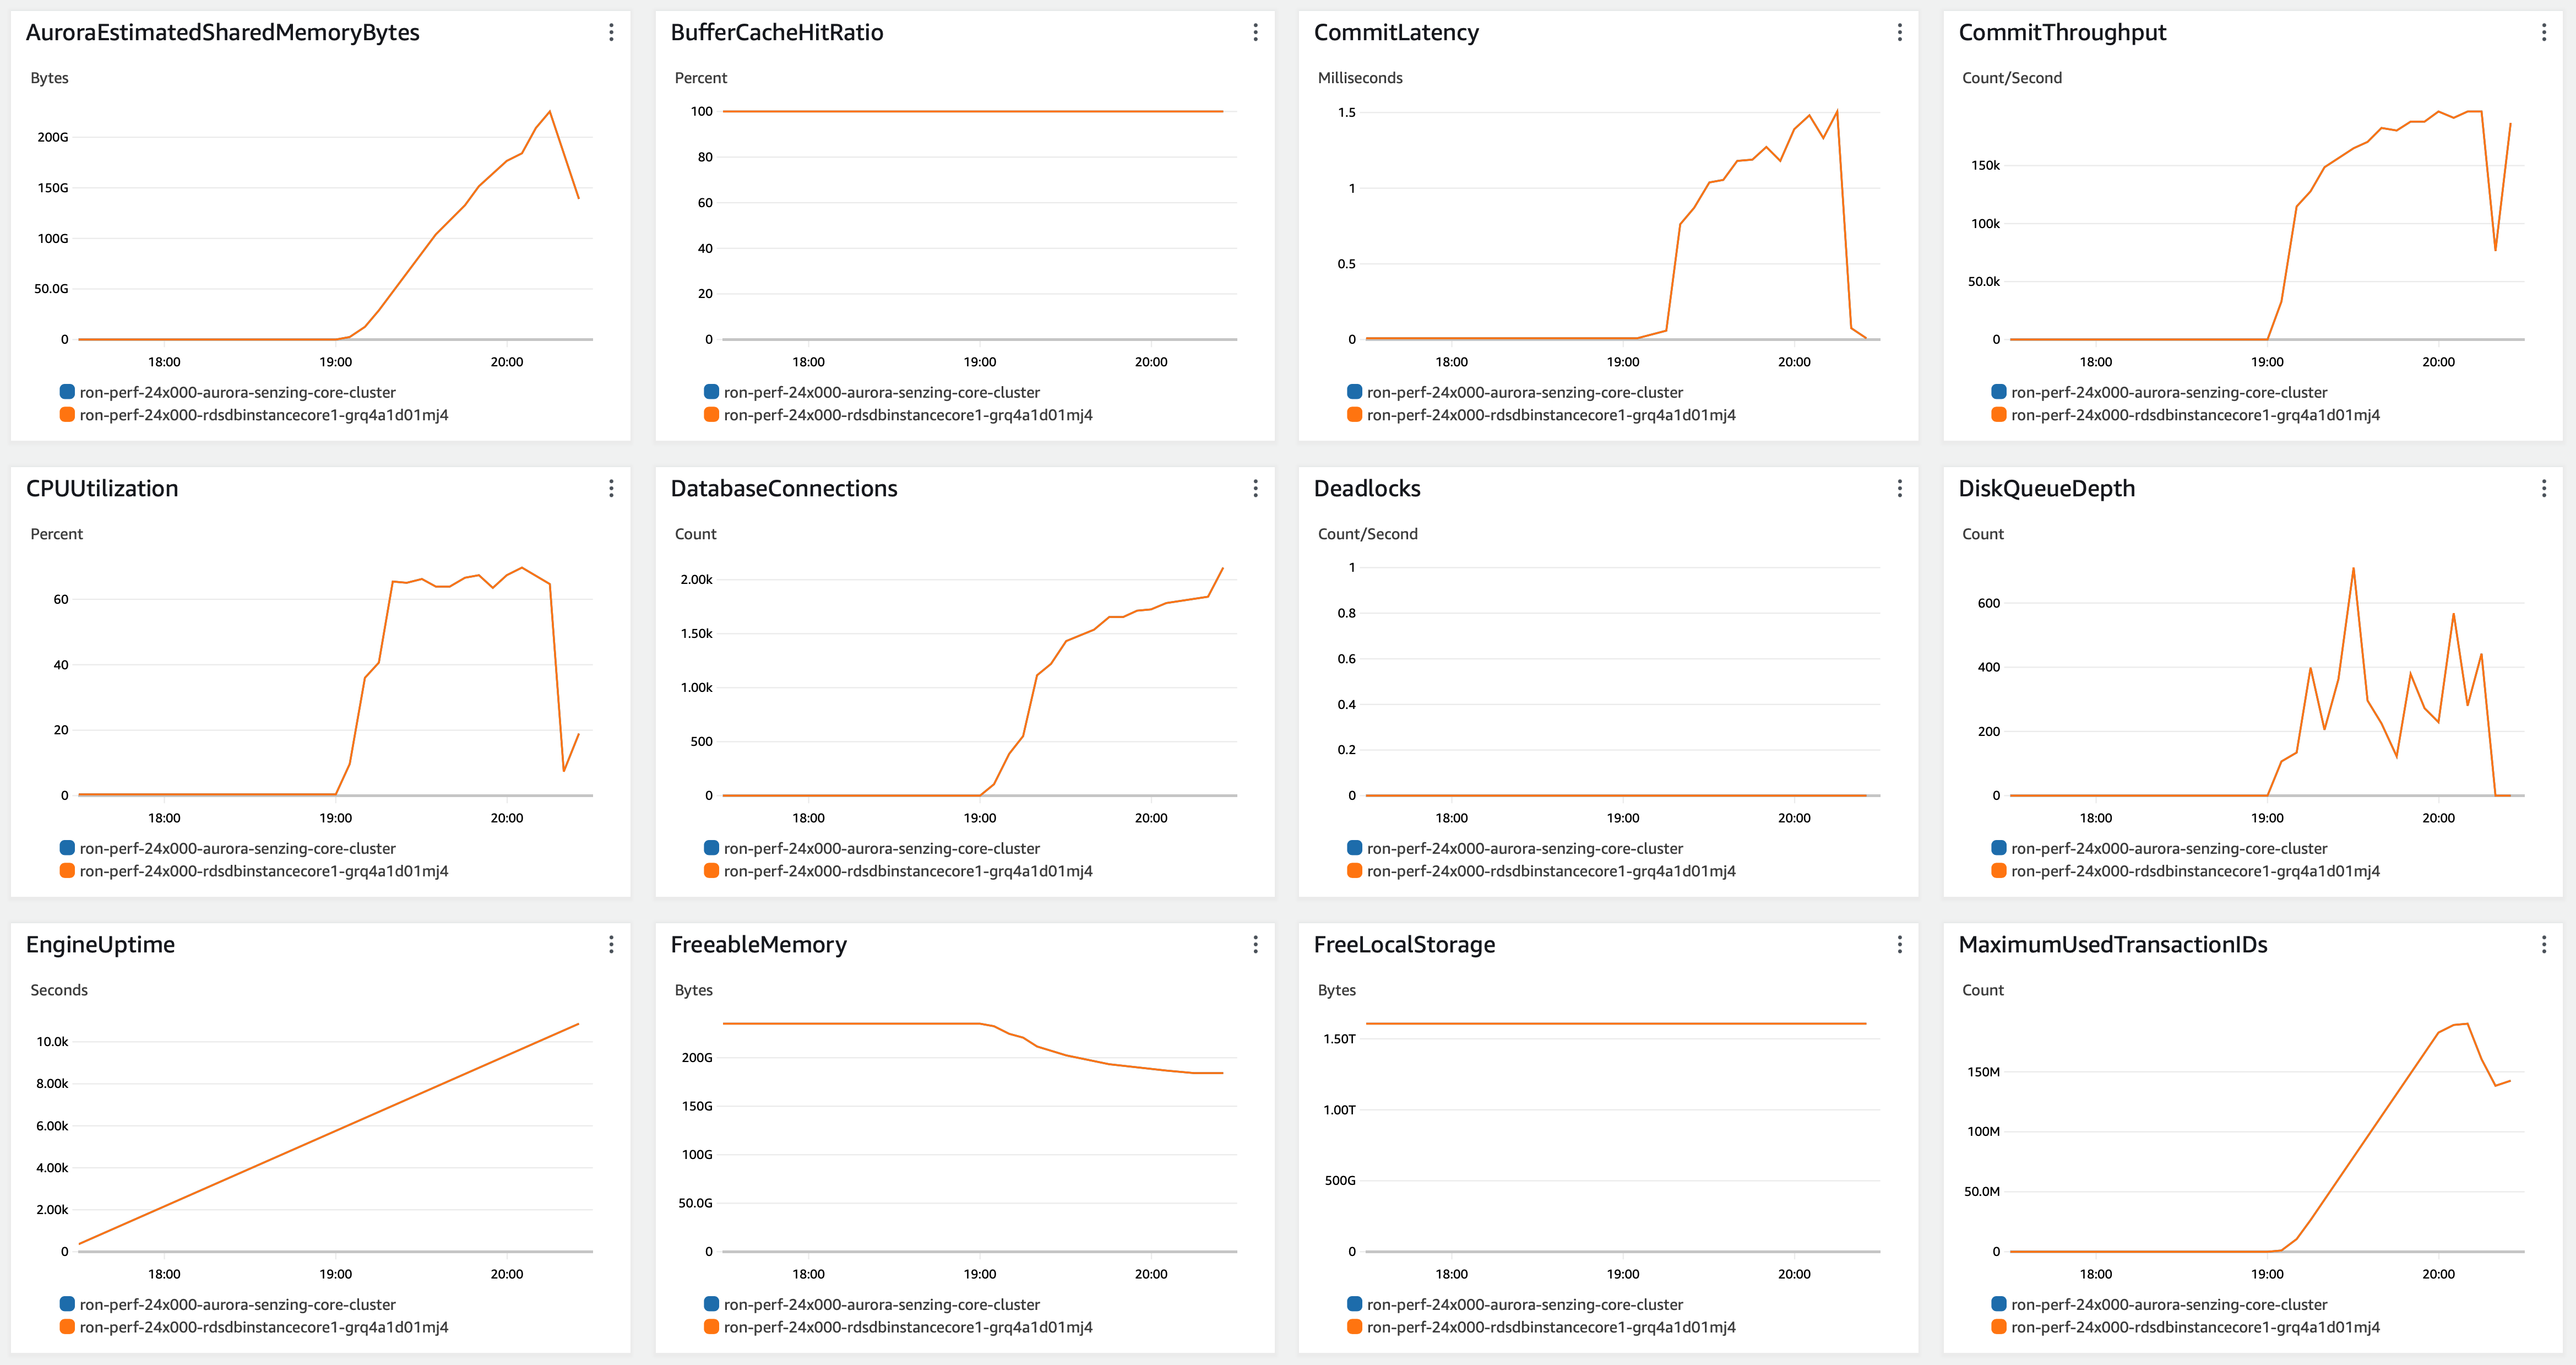 AuroraEstimatedSharedMemoryBytes
Bytes
200G
150G
100G
50.0G
0
18:00 19:00 20:00
ron-perf-24x000-aurora-senzing-core-cluster
ron-perf-24x000-rdsdbinstancecore1-grq4a1d01mj4
BufferCacheHitRatio
Percent
100
80
60
40
20
0
18:00 19:00 20:00
ron-perf-24x000-aurora-senzing-core-cluster
ron-perf-24x000-rdsdbinstancecore1-grq4a1d01mj4
CommitLatency
Milliseconds
1.5
1
0.5
0
18:00 19:00 20:00
ron-perf-24x000-aurora-senzing-core-cluster
ron-perf-24x000-rdsdbinstancecore1-grq4a1d01mj4
CommitThroughput
Count/Second
150k
100k
50.0k
0
18:00 19:00 20:00
ron-perf-24x000-aurora-senzing-core-cluster
ron-perf-24x000-rdsdbinstancecore1-grq4a1d01mj4
CPUUtilization
Percent
60
40
20
0
18:00 19:00 20:00
ron-perf-24x000-aurora-senzing-core-cluster
ron-perf-24x000-rdsdbinstancecore1-grq4a1d01mj4
DatabaseConnections
Count
2.00k
1.50k
1.00k
500
0
18:00 19:00 20:00
ron-perf-24x000-aurora-senzing-core-cluster
ron-perf-24x000-rdsdbinstancecore1-grq4a1d01mj4
Deadlocks
Count/Second
1
0.8
0.6
0.4
0.2
0
18:00 19:00 20:00
ron-perf-24x000-aurora-senzing-core-cluster
ron-perf-24x000-rdsdbinstancecore1-grq4a1d01mj4
DiskQueueDepth
Count
600
400
200
0
18:00 19:00 20:00
ron-perf-24x000-aurora-senzing-core-cluster
ron-perf-24x000-rdsdbinstancecore1-grq4a1d01mj4
EngineUptime
Seconds
10.0k
8.00k
6.00k
4.00k
2.00k
0
18:00 19:00 20:00
ron-perf-24x000-aurora-senzing-core-cluster
ron-perf-24x000-rdsdbinstancecore1-grq4a1d01mj4
FreeableMemory
Bytes
200G
150G
100G
50.0G
0
18:00 19:00 20:00
ron-perf-24x000-aurora-senzing-core-cluster
ron-perf-24x000-rdsdbinstancecore1-grq4a1d01mj4
FreeLocalStorage
Bytes
1.50T
1.00T
500G
0
18:00 19:00 20:00
ron-perf-24x000-aurora-senzing-core-cluster
ron-perf-24x000-rdsdbinstancecore1-grq4a1d01mj4
MaximumUsedTransactionIDs
Count
150M
100M
50.0M
0
18:00 19:00 20:00
ron-perf-24x000-aurora-senzing-core-cluster
ron-perf-24x000-rdsdbinstancecore1-grq4a1d01mj4